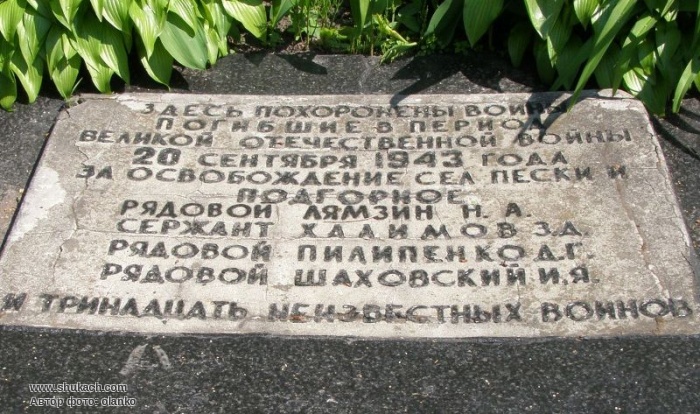 ЗДЕСЬ ПОХОРОНЕНЫ ВОИНЫ
ПОГИБШИЕ В ПЕРИОД
ВЕЛИКОЙ ОТЕЧЕСТВЕННОЙ ВОЙНЫ
20 СЕНТЯБРЯ 1943 ГОДА
ЗА ОСВОБОЖДЕНИЕ СЕЛ ПЕСКИ И
ПОДГОРНОЕ
РЯДОВОЙ ЛЯМЗИН Н. А.
СЕРЖАНТ ХАЛИМОВ З.Д.
РЯДОВОЙ ПИЛИПЕНКО Д.Г.
РЯДОВОЙ ШАХОВСКИЙ И.Я.
И ТРИНАДЦАТЬ НЕИЗВЕСТНЫХ ВОИНОВ
www.shukach.com
Автор фото: olanko